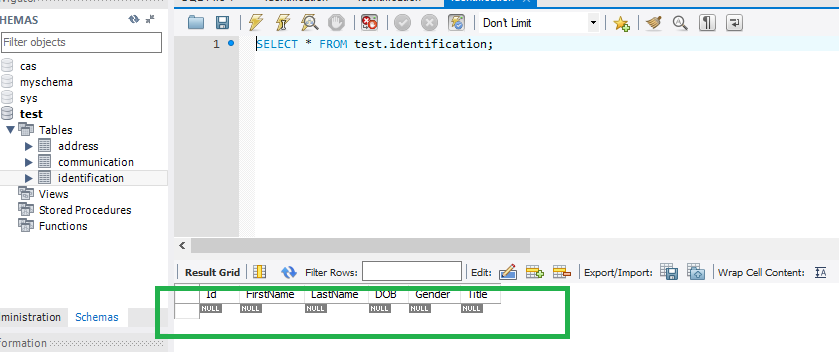 SCHEMAS
Filter objects
cas
myschema
sys
test
Tables
address
communication
identification
Views
Stored Procedures
Functions
ministration Schemas
formation
Don't Limit
1 SELECT * FROM test.identification;
Result Grid Filter Rows: Edit: Export/Import: Wrap Cell Content:
Id FirstName LastName DOB Gender Title
NULL NULL NULL NULL NULL NULL